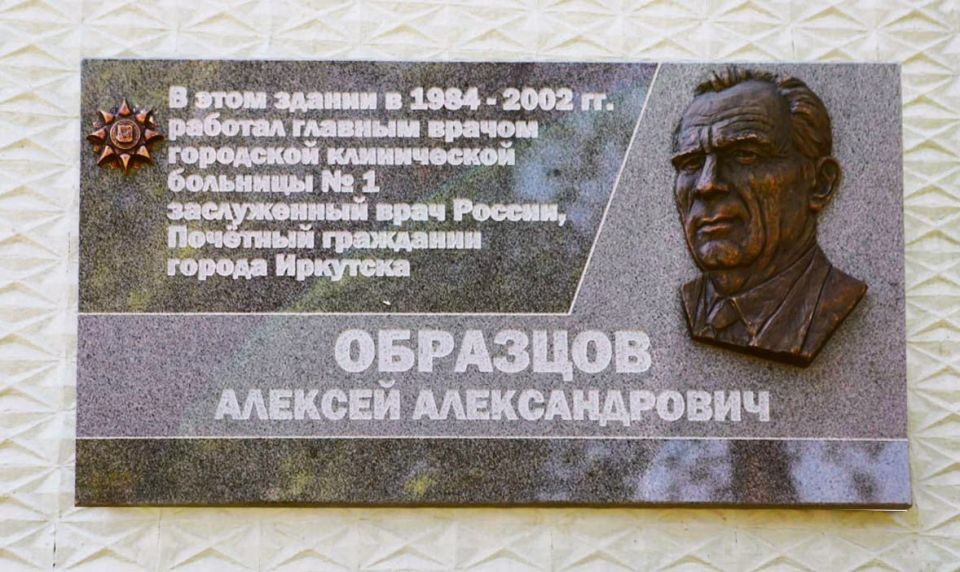 В этом здании в 1984 - 2002 гг.
работал главным врачом
городской клинической
больницы № 1
заслуженный врач России,
Почётный гражданин
города Иркутска
ОБРАЗЦОВ
АЛЕКСЕЙ АЛЕКСАНДРОВИЧ